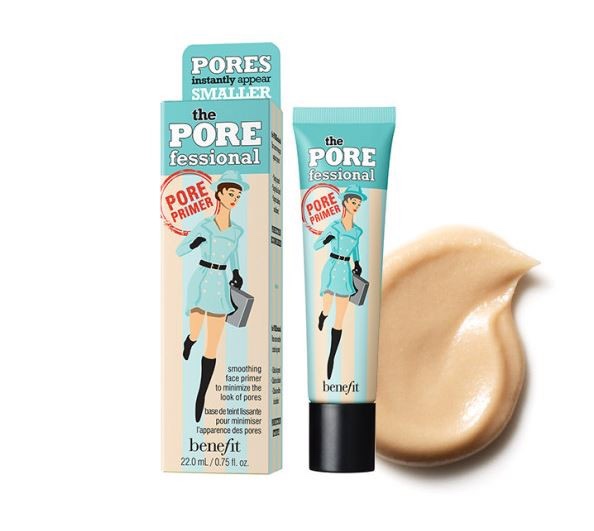 PORES
instantly appear
SMALLER
the
PORE
fessional
PORE
PRIMER
smoothing
face primer
to minimize the
look of pores
base de teint lissante
pour minimiser
l'apparence des pores
benefit
22.0 mL / 0.75 fl. oz.
the
PORE
fessional
PORE
PRIMER
benefit